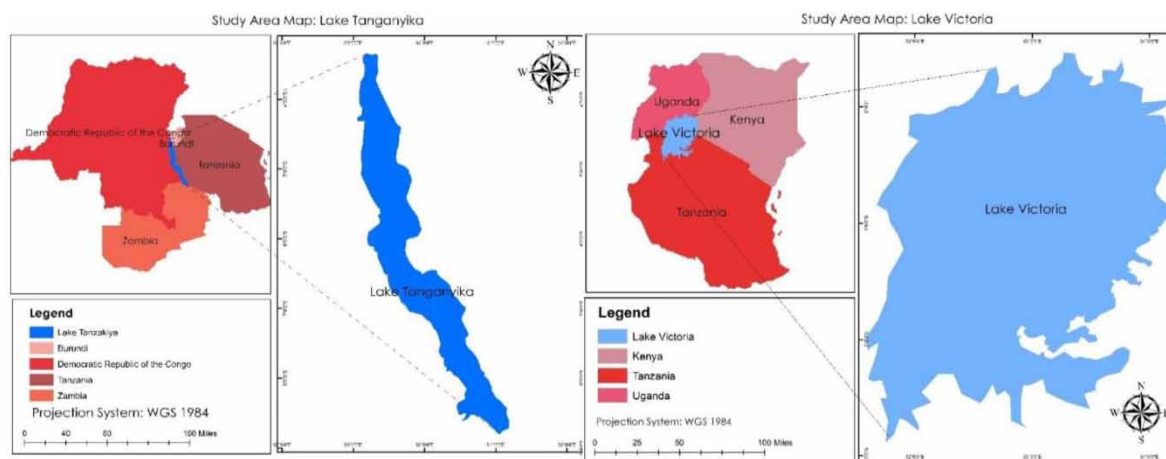 Study Area Map: Lake Tanganyika
N
W
E
S
Democratic Republic of the Congo
Burundi
Tanzania
Zambia
Lake Tanganyika
Legend
Lake Tanzakiya
Burundi
Democratic Republic of the Congo
Tanzania
Zambia
Projection System: WGS 1984
0 20 40 60 100 Miles
Study Area Map: Lake Victoria
Uganda
Kenya
Lake Victoria
Tanzania
Lake Victoria
Legend
Lake Victoria
Kenya
Tanzania
Uganda
Projection System: WGS 1984
0 25 50 100 Miles
N
W
E
S